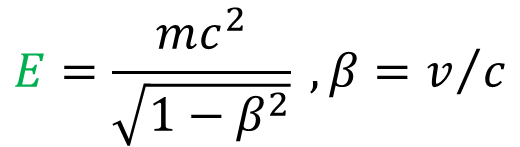 E = mc² / √(1 − β²) , β = v/c